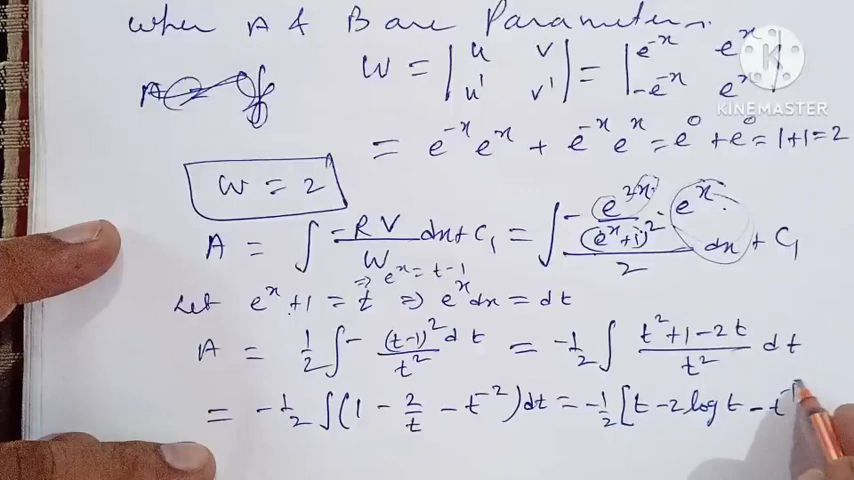 when A & B are Parameters.
W = | u v ; u' v' | = | e^{-x} e^x ; -e^{-x} e^x |
KINEMASTER
= e^{-x} e^x + e^{-x} e^x = e^0 + e^0 = 1+1 = 2
W = 2
A = ∫ -RV/W dx + C₁ = ∫ (- e^{2x}/(e^x+1)^2 · e^x)/2 dx + C₁
⇒ e^x = t-1
Let e^x + 1 = t ⇒ e^x dx = dt
A = 1/2 ∫ - (t-1)^2/t^2 dt = -1/2 ∫ (t^2+1-2t)/t^2 dt
= -1/2 ∫ (1 - 2/t - t^{-2}) dt = -1/2 [t - 2 log t - t^{-1}